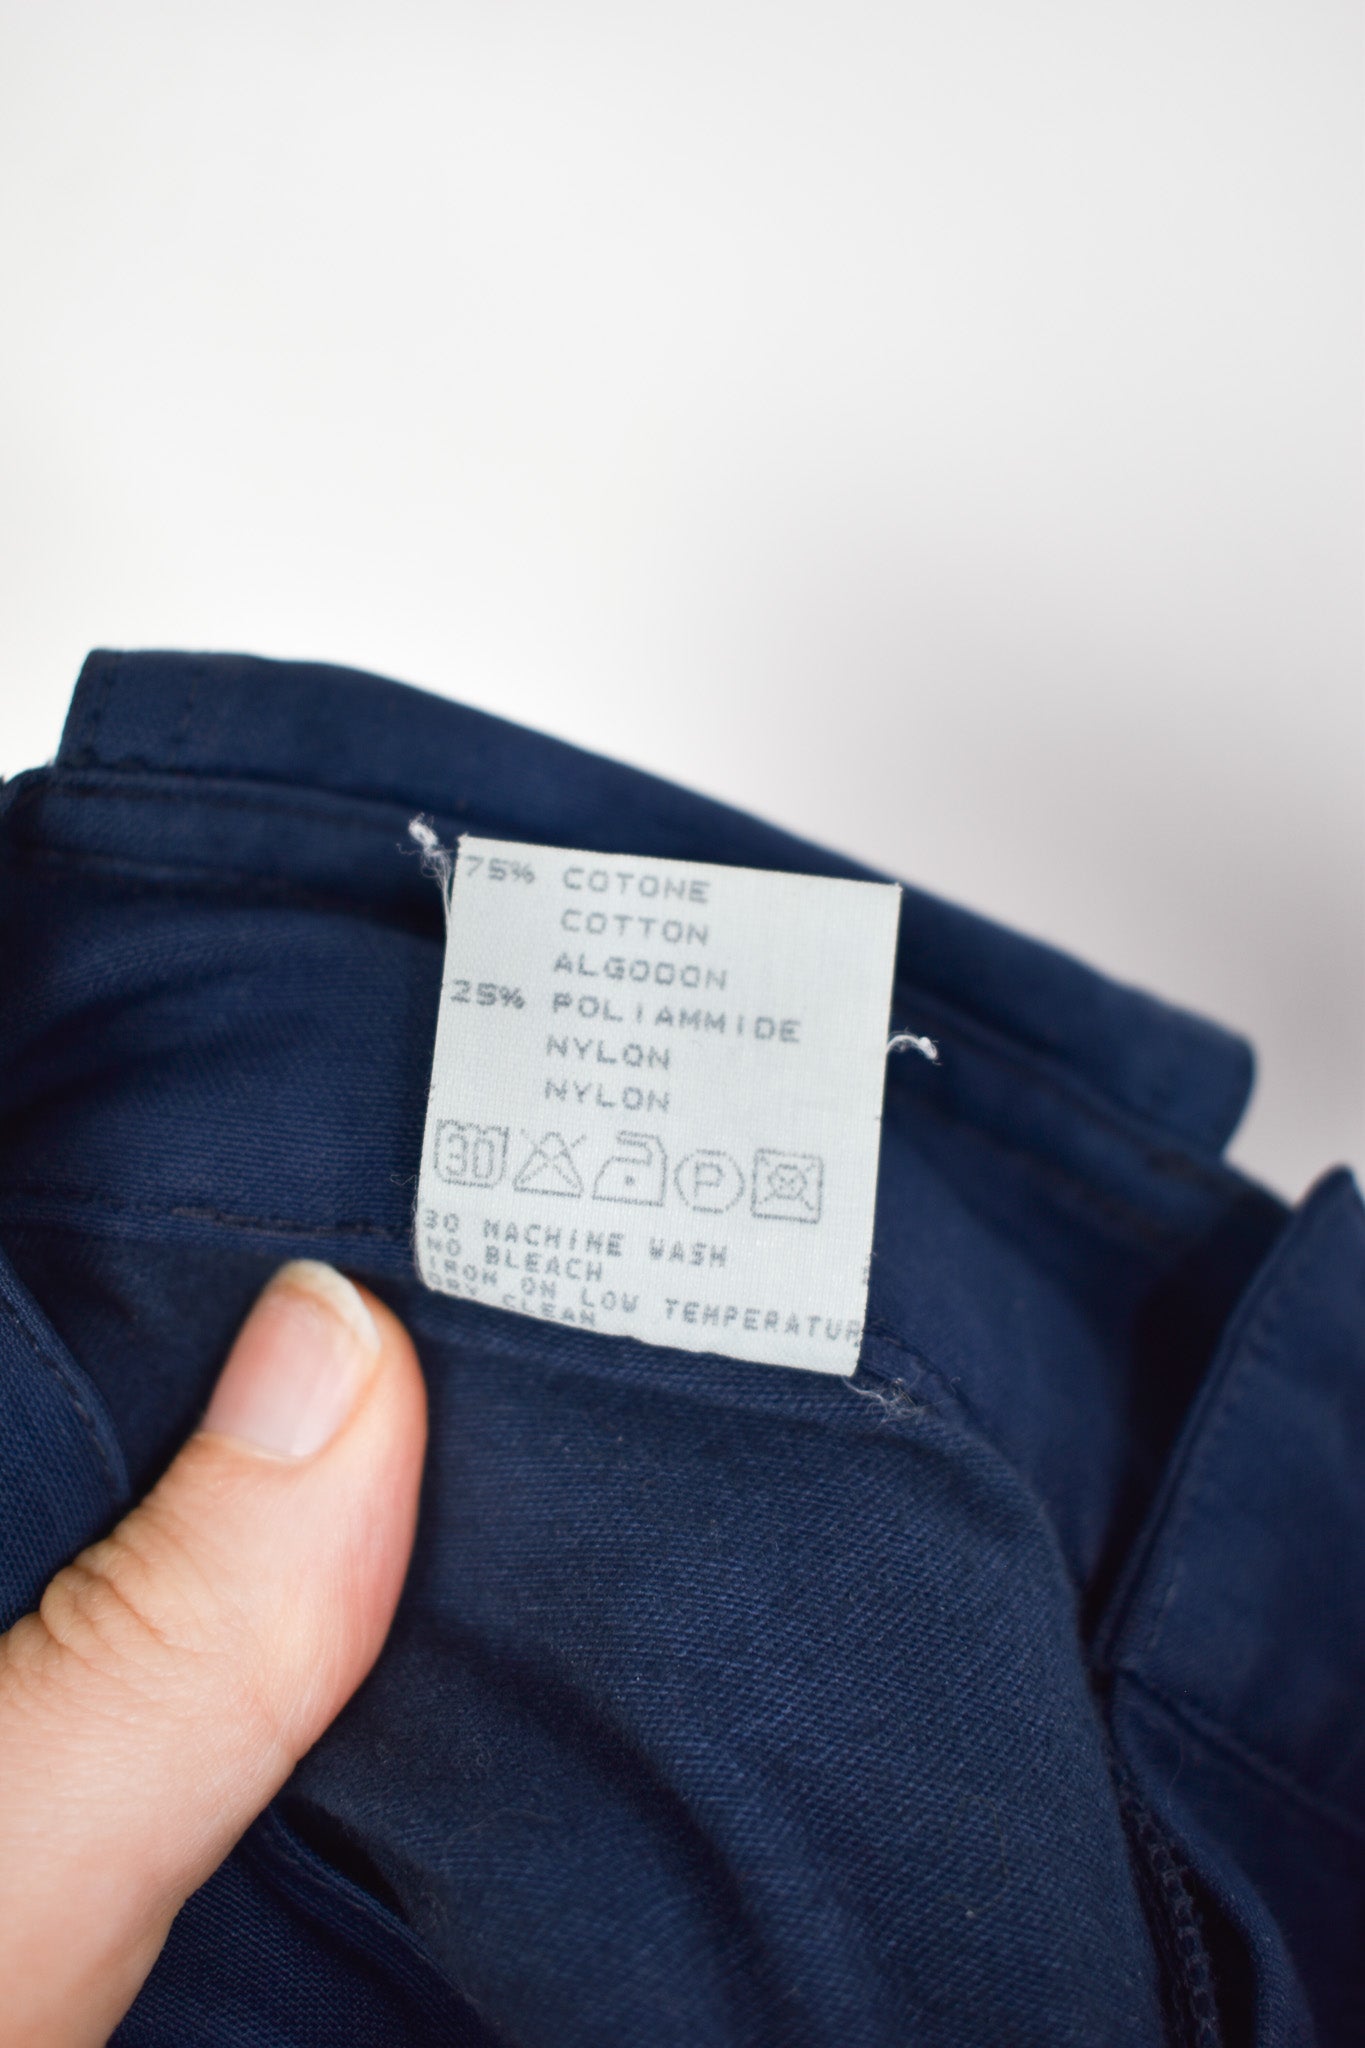 75% COTONE
COTTON
ALGODON
25% POLIAMMIDE
NYLON
NYLON
30 P
30 MACHINE WASH
NO BLEACH
IRON ON LOW TEMPERATUR
DRY CLEAN